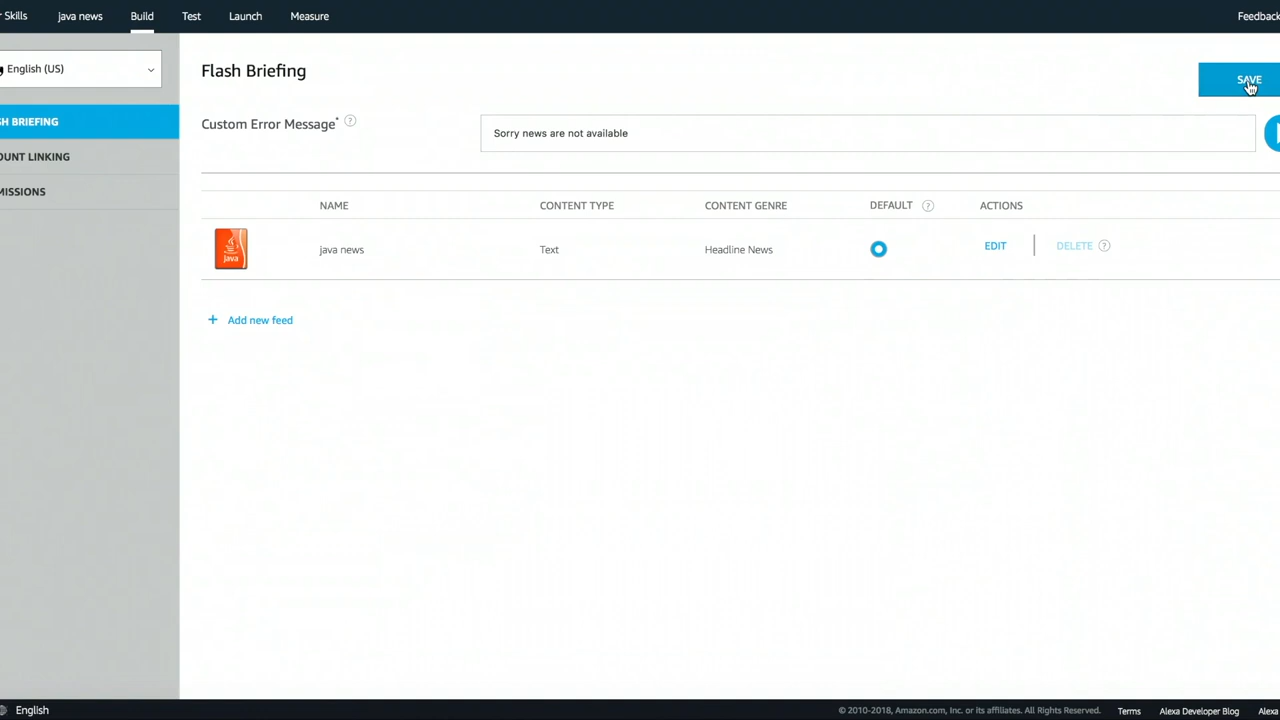 Skills
java news
Build
Test
Launch
Measure
Feedback
English (US)
Flash Briefing
SAVE
SH BRIEFING
Custom Error Message* ?
Sorry news are not available
OUNT LINKING
MISSIONS
NAME
CONTENT TYPE
CONTENT GENRE
DEFAULT ?
ACTIONS
Java
java news
Text
Headline News
EDIT
DELETE ?
+ Add new feed
English
© 2010-2018, Amazon.com, Inc. or its affiliates. All Rights Reserved.
Terms
Alexa Developer Blog
Alexa